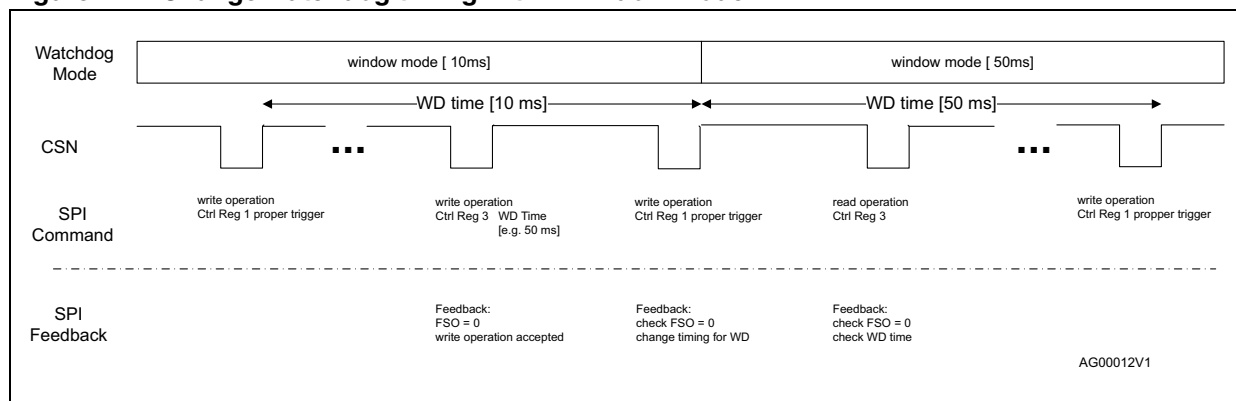 Watchdog
Mode
window mode [ 10ms]
window mode [ 50ms]
WD time [10 ms]
WD time [50 ms]
CSN
...
...
SPI
Command
write operation
Ctrl Reg 1 proper trigger
write operation
Ctrl Reg 3 WD Time
[e.g. 50 ms]
write operation
Ctrl Reg 1 proper trigger
read operation
Ctrl Reg 3
write operation
Ctrl Reg 1 propper trigger
SPI
Feedback
Feedback:
FSO = 0
write operation accepted
Feedback:
check FSO = 0
change timing for WD
Feedback:
check FSO = 0
check WD time
AG00012V1